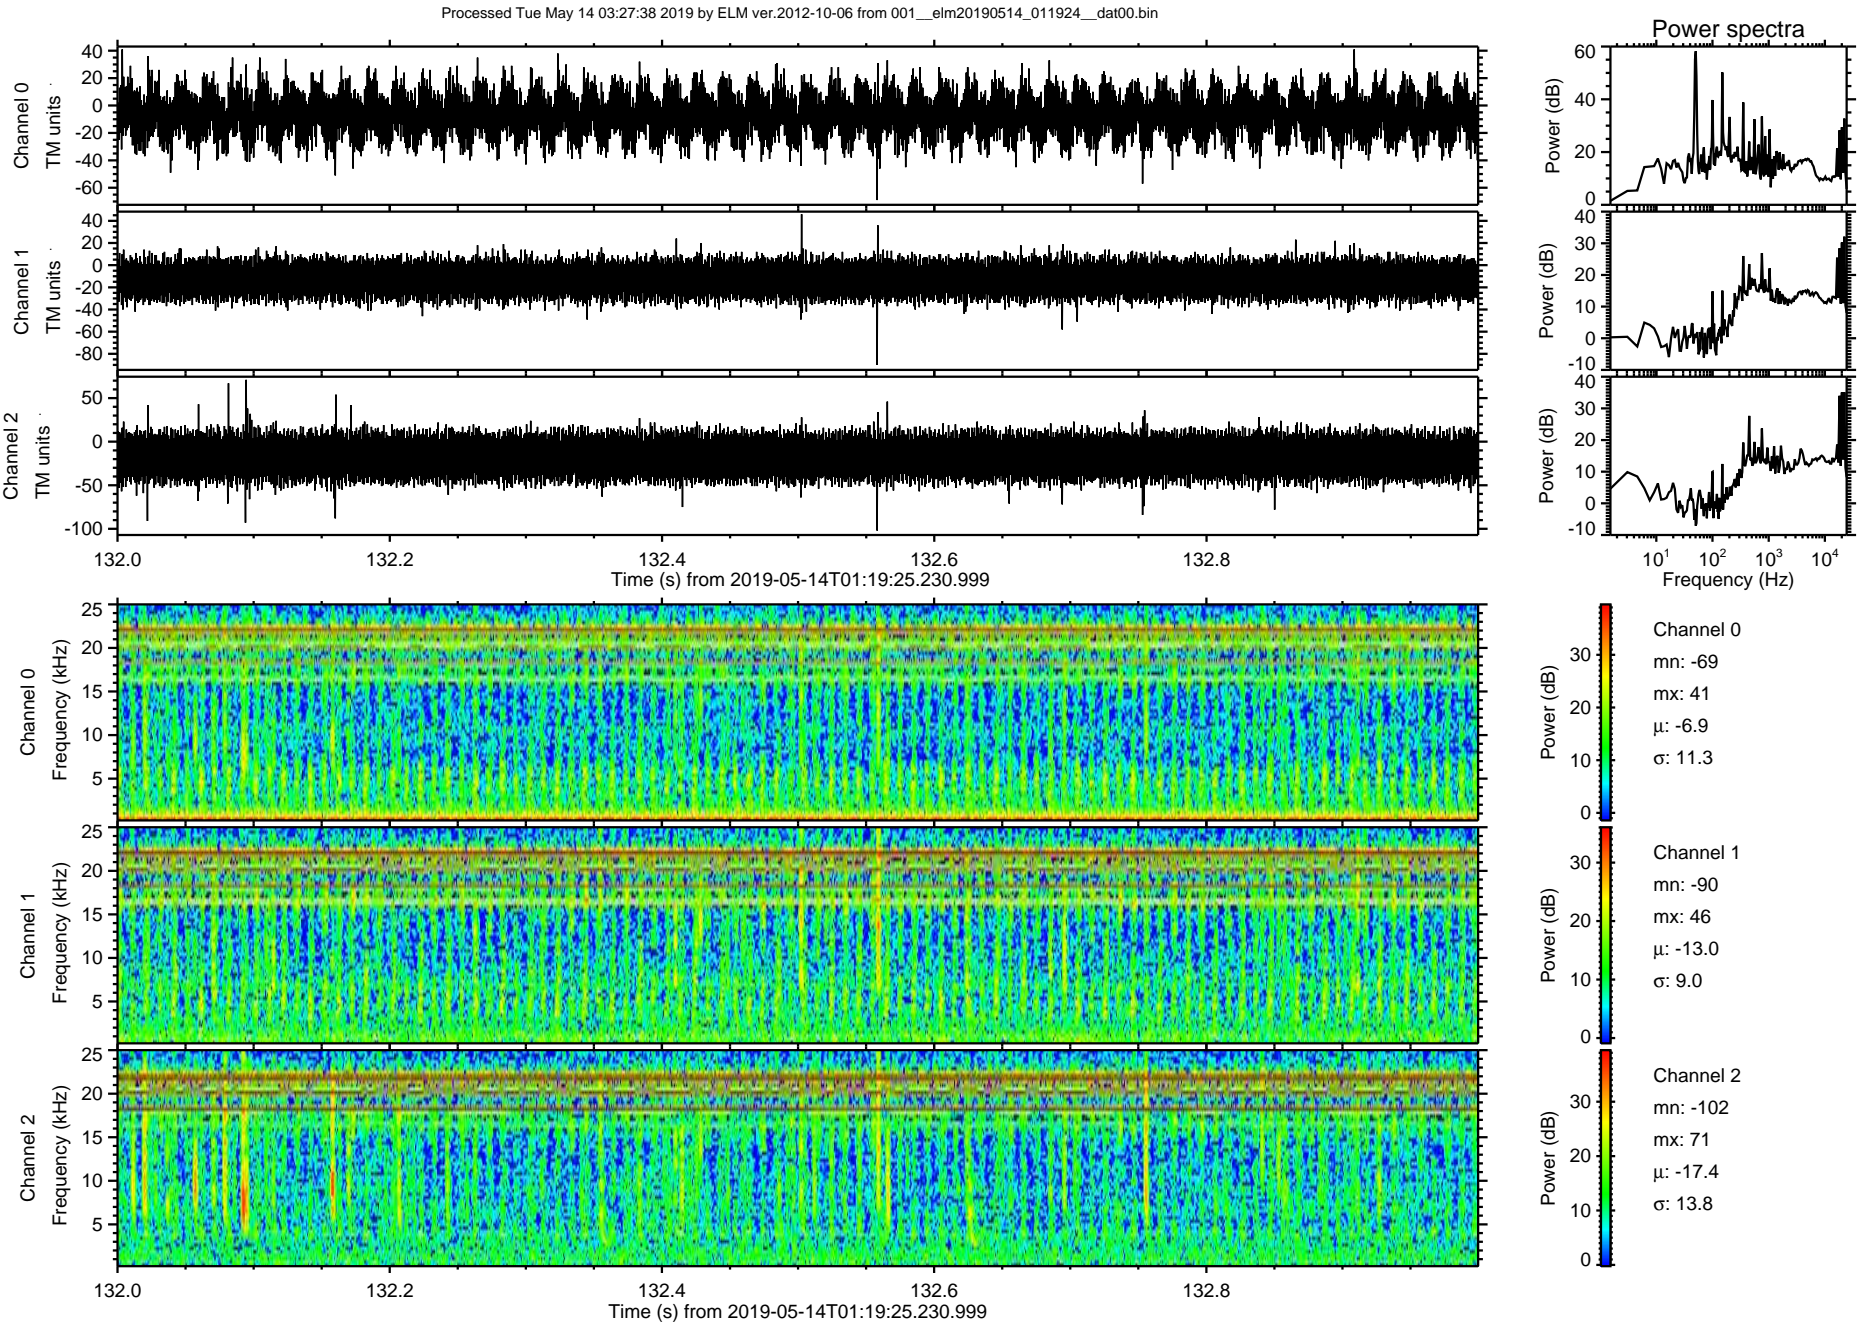 Processed Tue May 14 03:27:38 2019 by ELM ver.2012-10-06 from 001__elm20190514_011924__dat00.bin
Power spectra
Channel 0
TM units
40
20
0
-20
-40
-60
Power (dB)
60
40
20
0
Channel 1
TM units
40
20
0
-20
-40
-60
-80
Power (dB)
40
30
20
10
0
-10
Channel 2
TM units
50
0
-50
-100
Power (dB)
40
30
20
10
0
-10
132.0 132.2 132.4 132.6 132.8
Time (s) from 2019-05-14T01:19:25.230.999
10¹ 10² 10³ 10⁴
Frequency (Hz)
Channel 0
Frequency (kHz)
25
20
15
10
5
Power (dB)
30
20
10
0
Channel 0
mn: -69
mx: 41
μ: -6.9
σ: 11.3
Channel 1
Frequency (kHz)
25
20
15
10
5
Power (dB)
30
20
10
0
Channel 1
mn: -90
mx: 46
μ: -13.0
σ: 9.0
Channel 2
Frequency (kHz)
25
20
15
10
5
Power (dB)
30
20
10
0
Channel 2
mn: -102
mx: 71
μ: -17.4
σ: 13.8
132.0 132.2 132.4 132.6 132.8
Time (s) from 2019-05-14T01:19:25.230.999